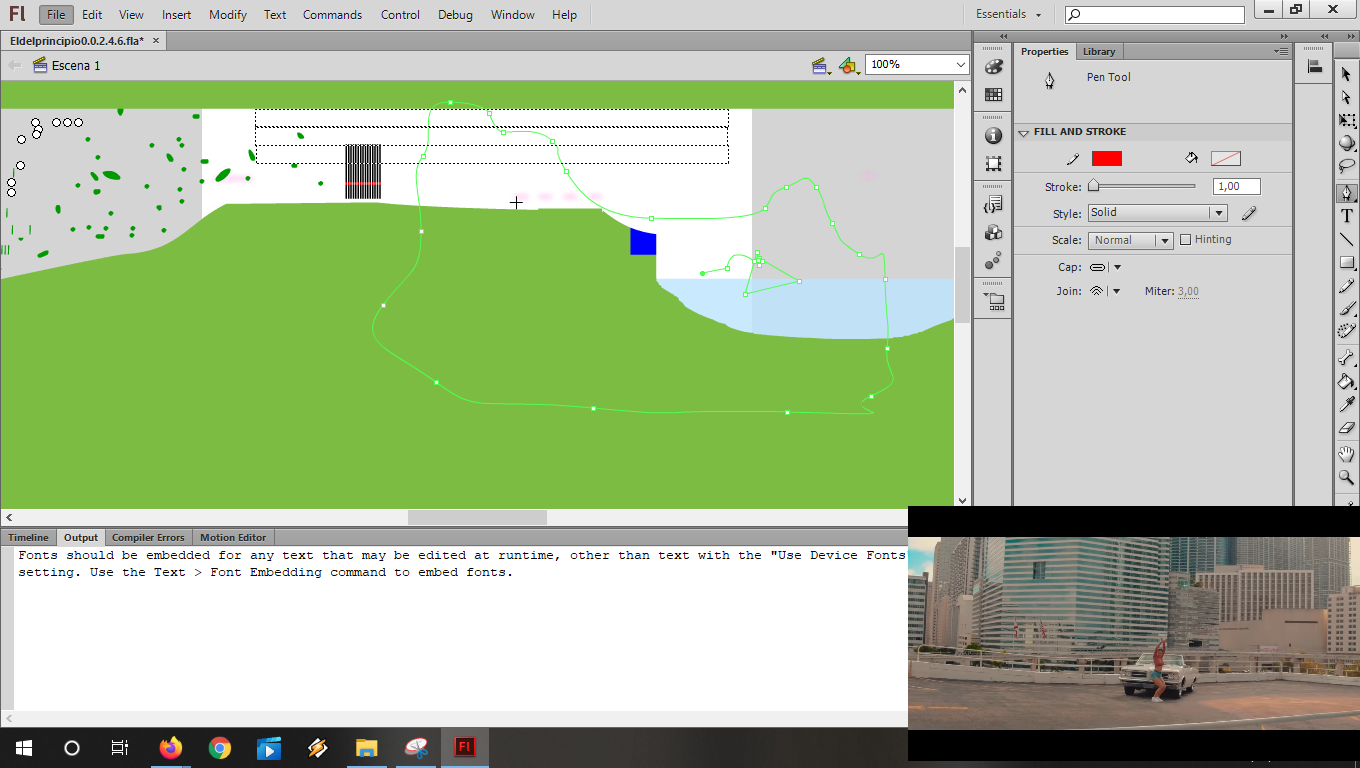 Fl File Edit View Insert Modify Text Commands Control Debug Window Help Essentials
Eldelprincipio0.0.2.4.6.fla* ×
Escena 1 100%
Properties Library
Pen Tool
FILL AND STROKE
Stroke: 1,00
Style: Solid
Scale: Normal Hinting
Cap:
Join: Miter: 3,00
T
Timeline Output Compiler Errors Motion Editor
Fonts should be embedded for any text that may be edited at runtime, other than text with the "Use Device Fonts"
setting. Use the Text > Font Embedding command to embed fonts.
Fl